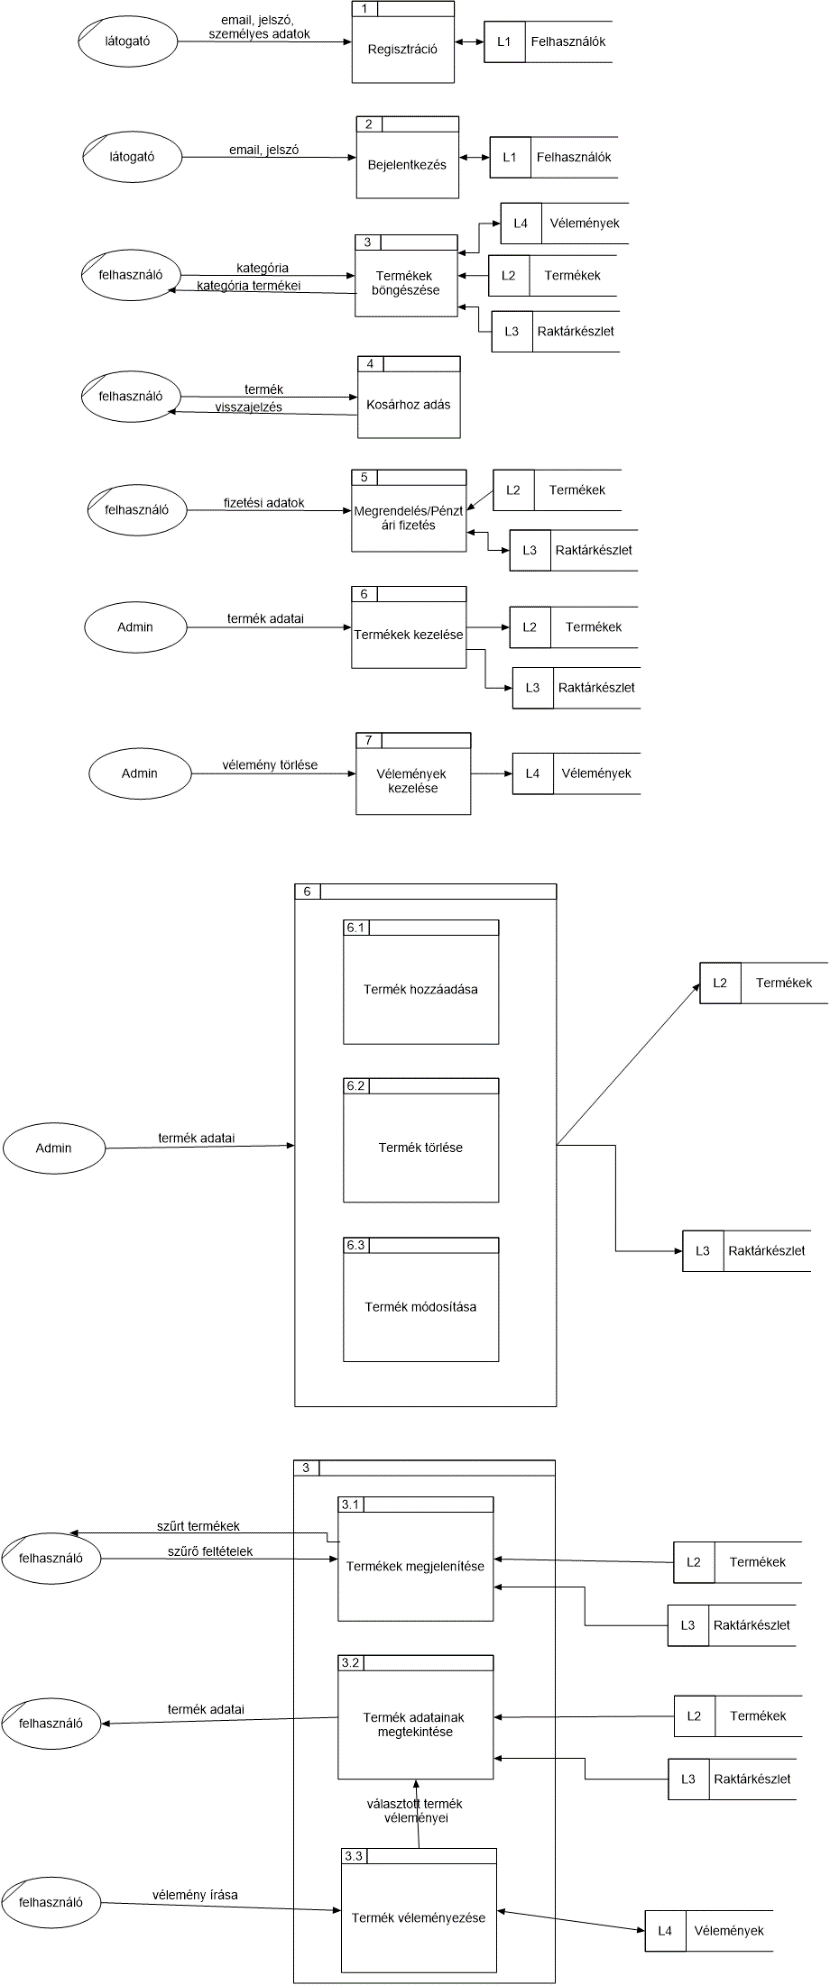 1
email, jelszó,
személyes adatok
látogató
Regisztráció
L1 Felhasználók
2
email, jelszó
látogató
Bejelentkezés
L1 Felhasználók
L4 Vélemények
3
kategória
felhasználó
Termékek
böngészése
L2 Termékek
kategória termékei
L3 Raktárkészlet
4
termék
felhasználó
Kosárhoz adás
visszajelzés
5
L2 Termékek
fizetési adatok
felhasználó
Megrendelés/Pénzt
ári fizetés
L3 Raktárkészlet
6
termék adatai
Admin
Termékek kezelése
L2 Termékek
L3 Raktárkészlet
7
vélemény törlése
Admin
Vélemények
kezelése
L4 Vélemények
6
6.1
Termék hozzáadása
L2 Termékek
6.2
termék adatai
Admin
Termék törlése
6.3
L3 Raktárkészlet
Termék módosítása
3
3.1
szűrt termékek
szűrő feltételek
felhasználó
Termékek megjelenítése
L2 Termékek
L3 Raktárkészlet
3.2
termék adatai
felhasználó
Termék adatainak
megtekintése
L2 Termékek
L3 Raktárkészlet
választott termék
véleményei
3.3
vélemény írása
felhasználó
Termék véleményezése
L4 Vélemények